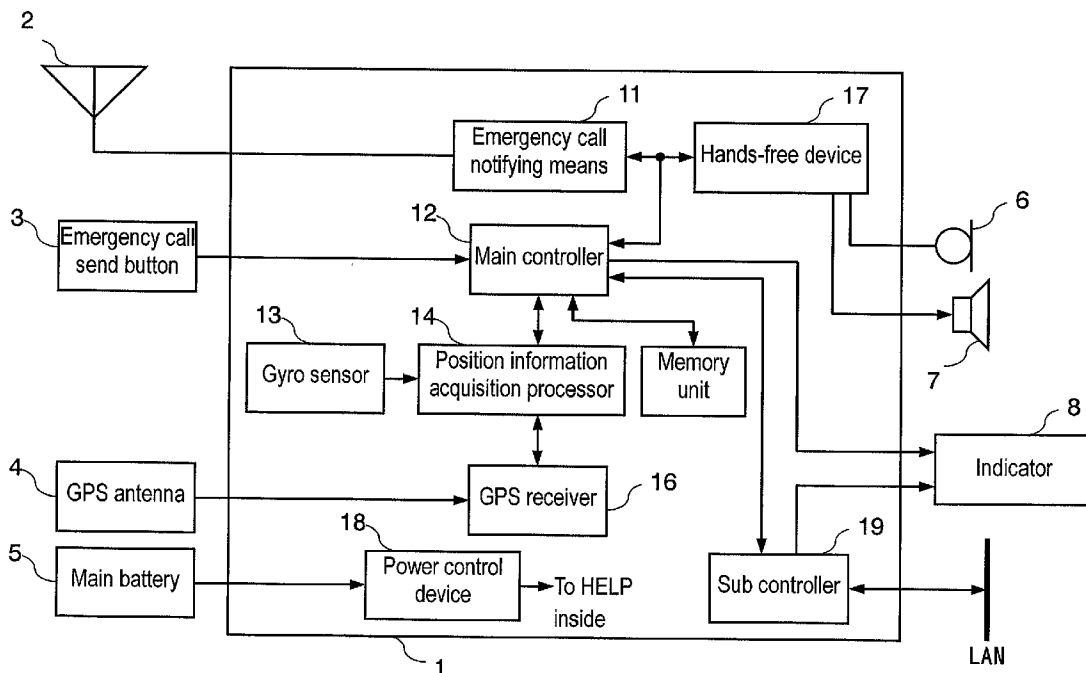 2
11
17
Emergency call
notifying means
Hands-free device
3
Emergency call
send button
12
Main controller
6
13
Gyro sensor
14
Position information
acquisition processor
Memory
unit
7
8
Indicator
4
GPS antenna
GPS receiver
16
5
Main battery
18
Power control
device
To HELP
inside
19
Sub controller
1
LAN